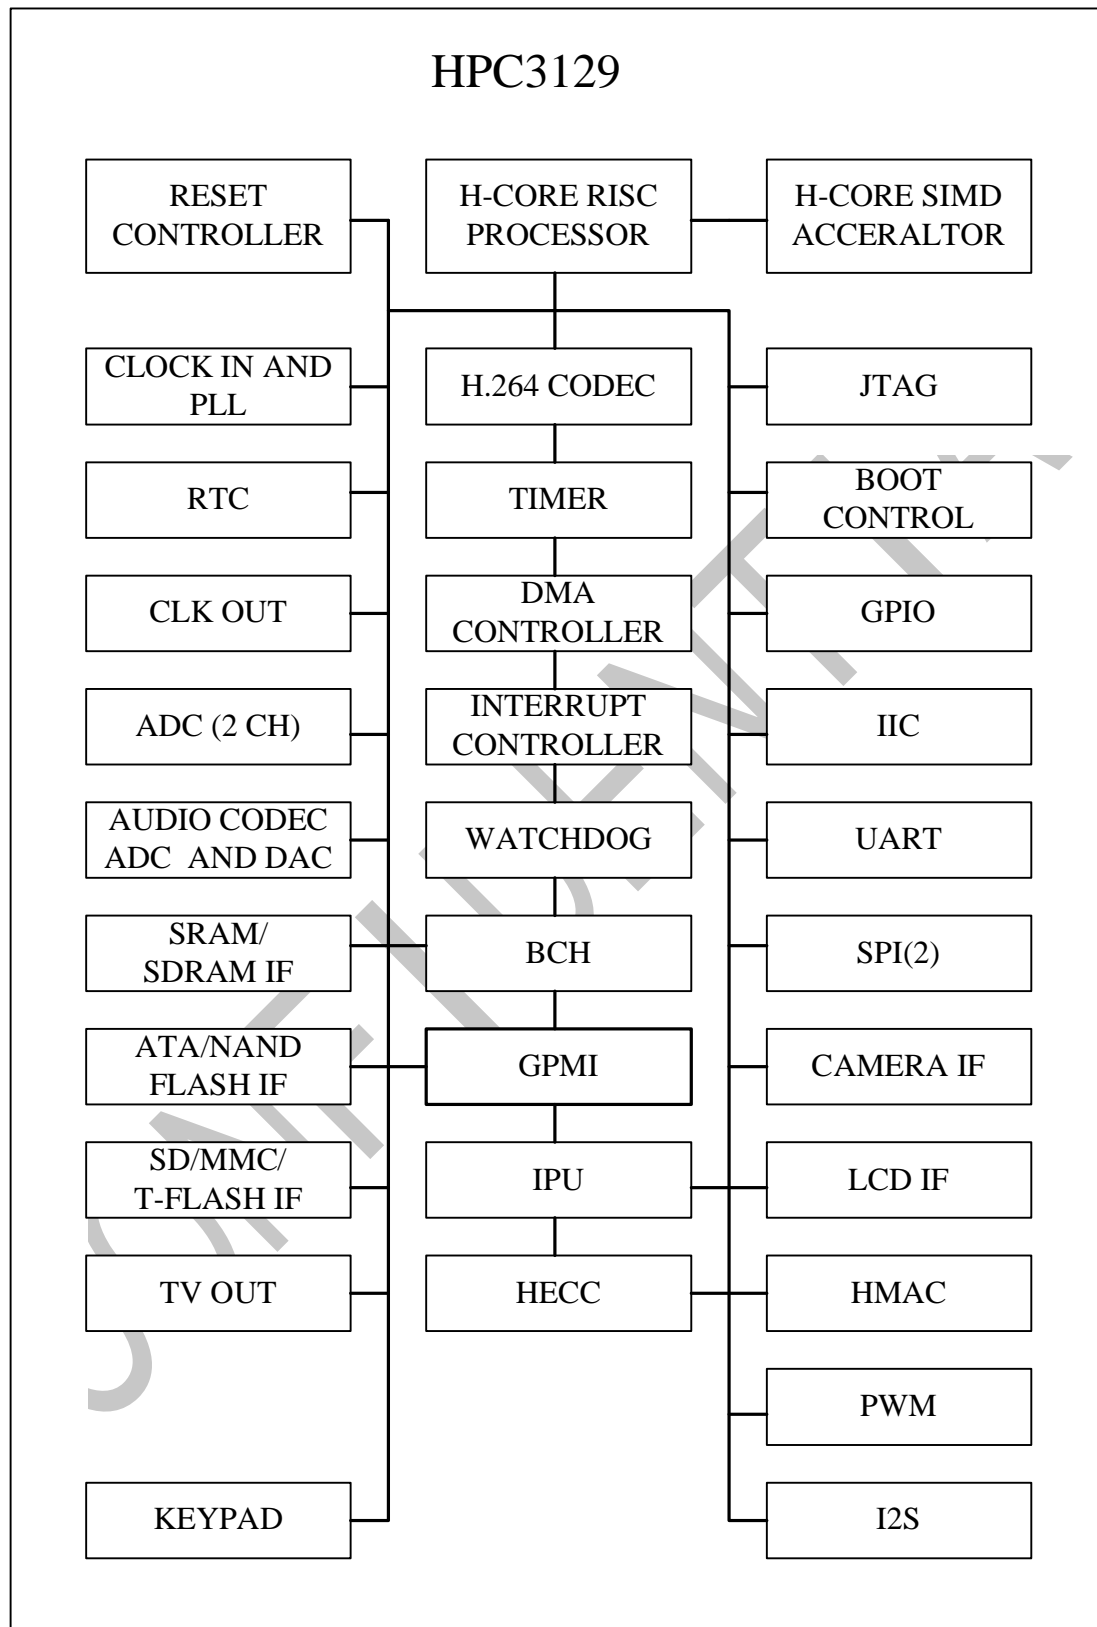 HPC3129
RESET
CONTROLLER
H-CORE RISC
PROCESSOR
H-CORE SIMD
ACCERALTOR
CLOCK IN AND
PLL
H.264 CODEC
JTAG
RTC
TIMER
BOOT
CONTROL
CLK OUT
DMA
CONTROLLER
GPIO
ADC (2 CH)
INTERRUPT
CONTROLLER
IIC
AUDIO CODEC
ADC AND DAC
WATCHDOG
UART
SRAM/
SDRAM IF
BCH
SPI(2)
ATA/NAND
FLASH IF
GPMI
CAMERA IF
SD/MMC/
T-FLASH IF
IPU
LCD IF
TV OUT
HECC
HMAC
PWM
KEYPAD
I2S